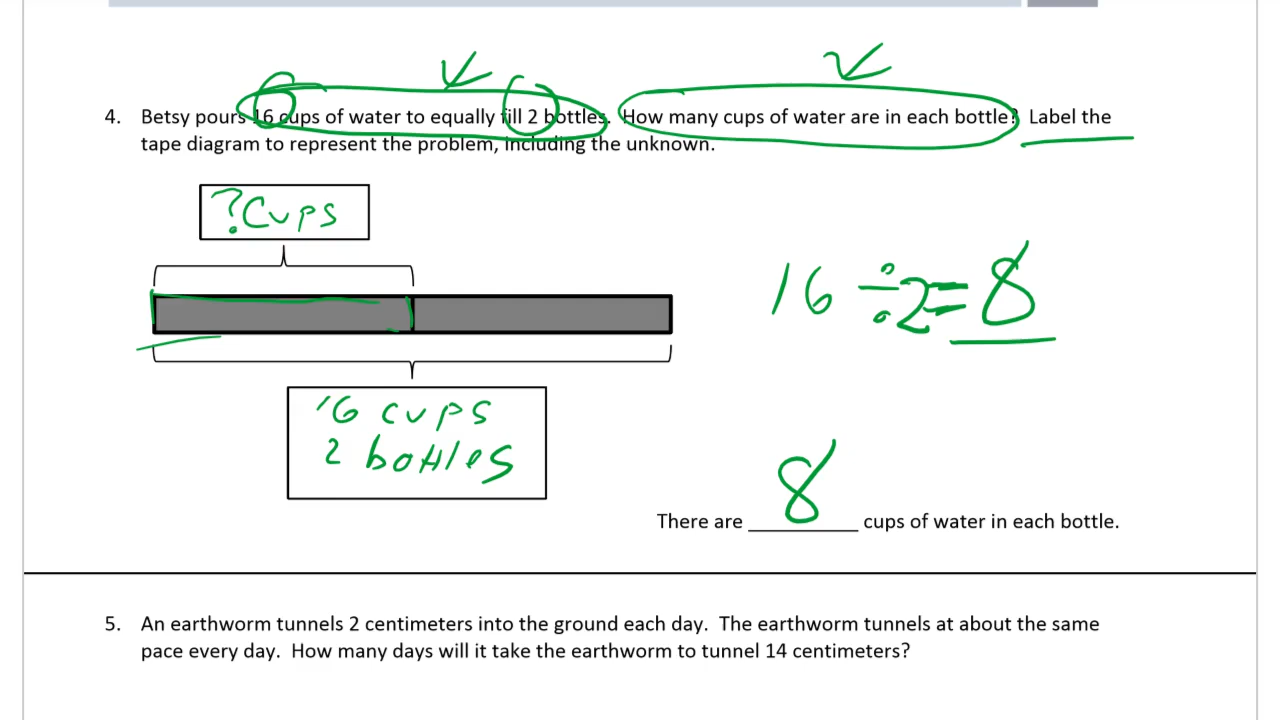 4. Betsy pours 16 cups of water to equally fill 2 bottles. How many cups of water are in each bottle? Label the
tape diagram to represent the problem, including the unknown.
? Cups
16 ÷ 2 = 8
16 cups
2 bottles
There are 8 cups of water in each bottle.
5. An earthworm tunnels 2 centimeters into the ground each day. The earthworm tunnels at about the same
pace every day. How many days will it take the earthworm to tunnel 14 centimeters?